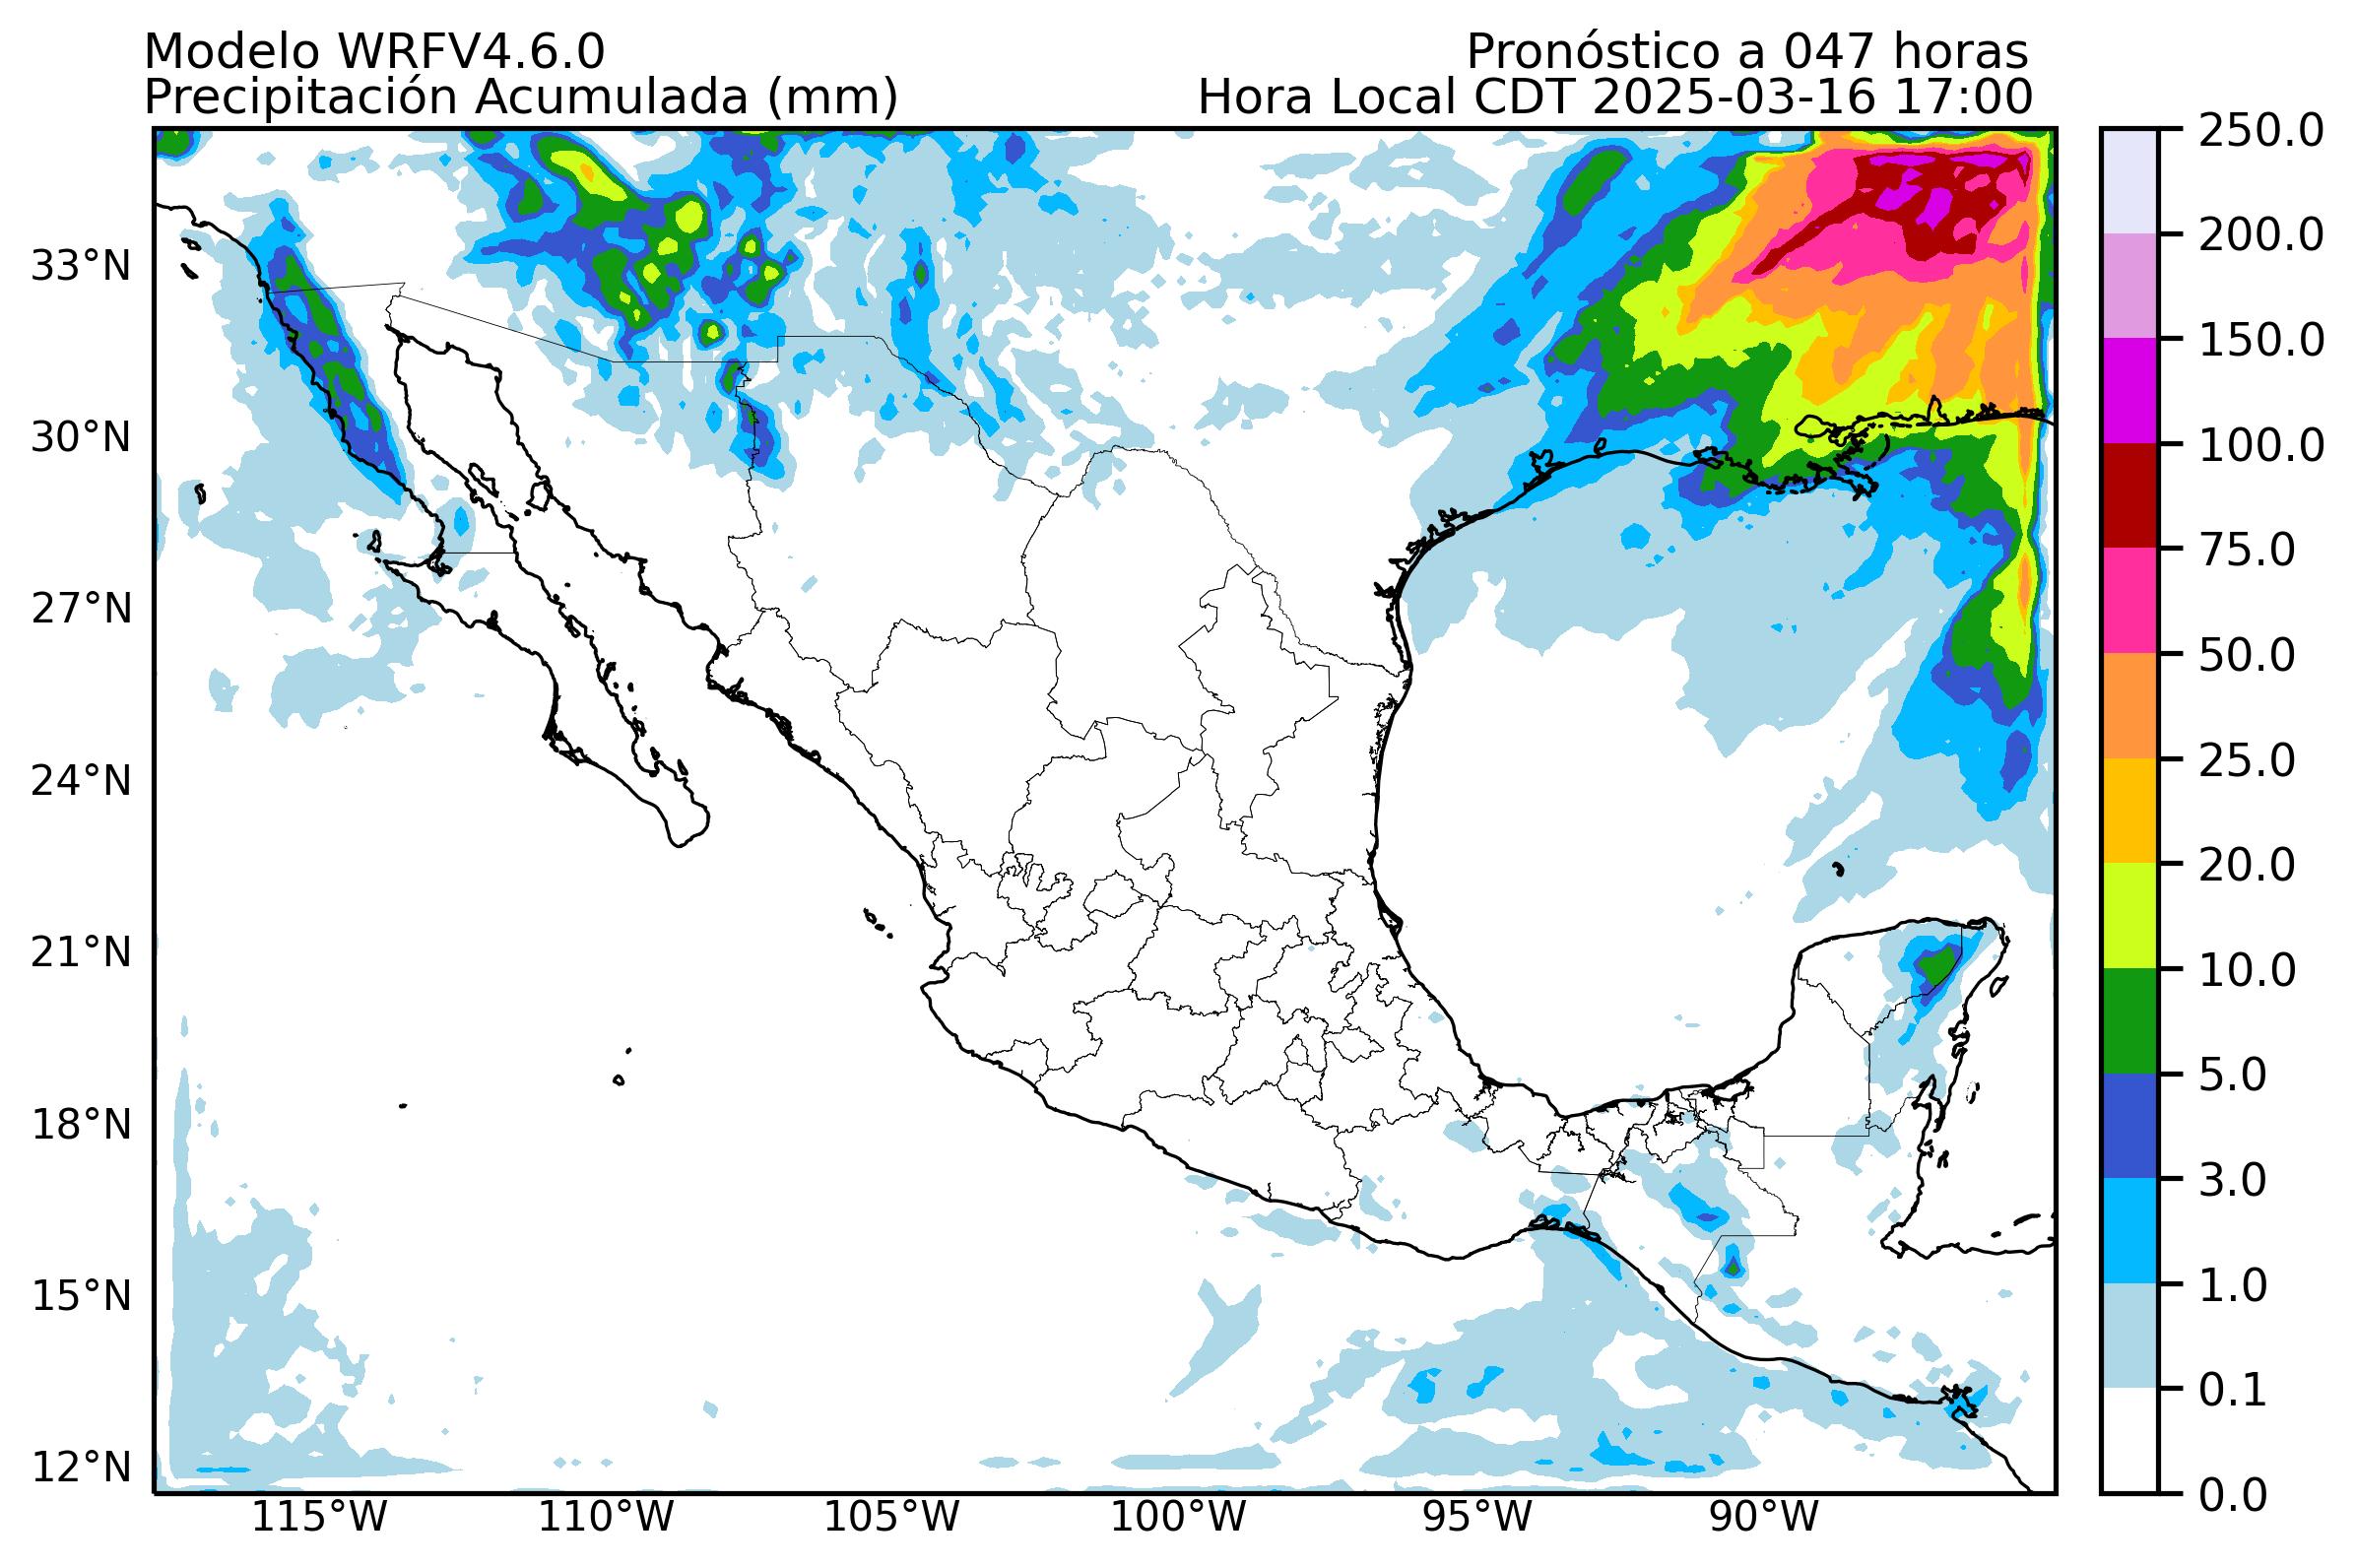 Modelo WRFV4.6.0
Pronóstico a 047 horas
Precipitación Acumulada (mm)
Hora Local CDT 2025-03-16 17:00
33°N
30°N
27°N
24°N
21°N
18°N
15°N
12°N
115°W
110°W
105°W
100°W
95°W
90°W
250.0
200.0
150.0
100.0
75.0
50.0
25.0
20.0
10.0
5.0
3.0
1.0
0.1
0.0